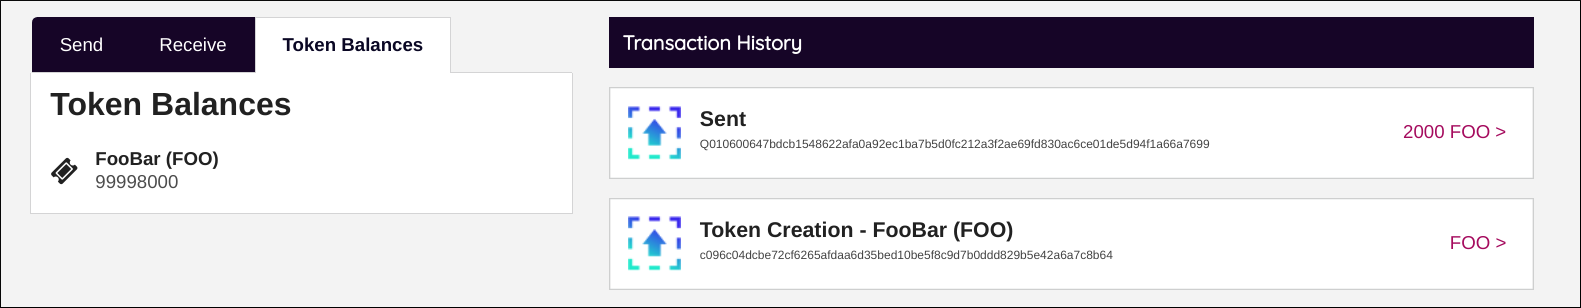 Send
Receive
Token Balances
Token Balances
FooBar (FOO)
99998000
Transaction History
Sent
Q010600647bdcb1548622afa0a92ec1ba7b5d0fc212a3f2ae69fd830ac6ce01de5d94f1a66a7699
2000 FOO >
Token Creation - FooBar (FOO)
c096c04dcbe72cf6265afdaa6d35bed10be5f8c9d7b0ddd829b5e42a6a7c8b64
FOO >